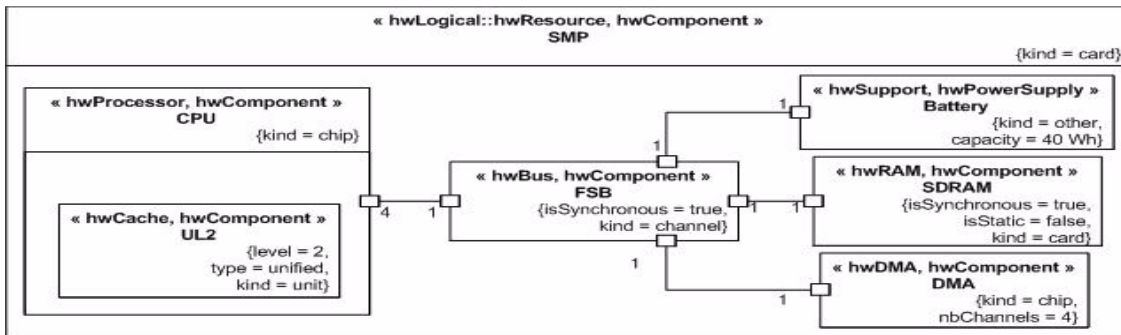 « hwLogical::hwResource, hwComponent »
SMP
{kind = card}
« hwProcessor, hwComponent »
CPU
{kind = chip}
« hwCache, hwComponent »
UL2
{level = 2,
type = unified,
kind = unit}
4
1
« hwBus, hwComponent »
FSB
{isSynchronous = true,
kind = channel}
1
1
1
1
1
1
« hwSupport, hwPowerSupply »
Battery
{kind = other,
capacity = 40 Wh}
« hwRAM, hwComponent »
SDRAM
{isSynchronous = true,
isStatic = false,
kind = card}
« hwDMA, hwComponent »
DMA
{kind = chip,
nbChannels = 4}